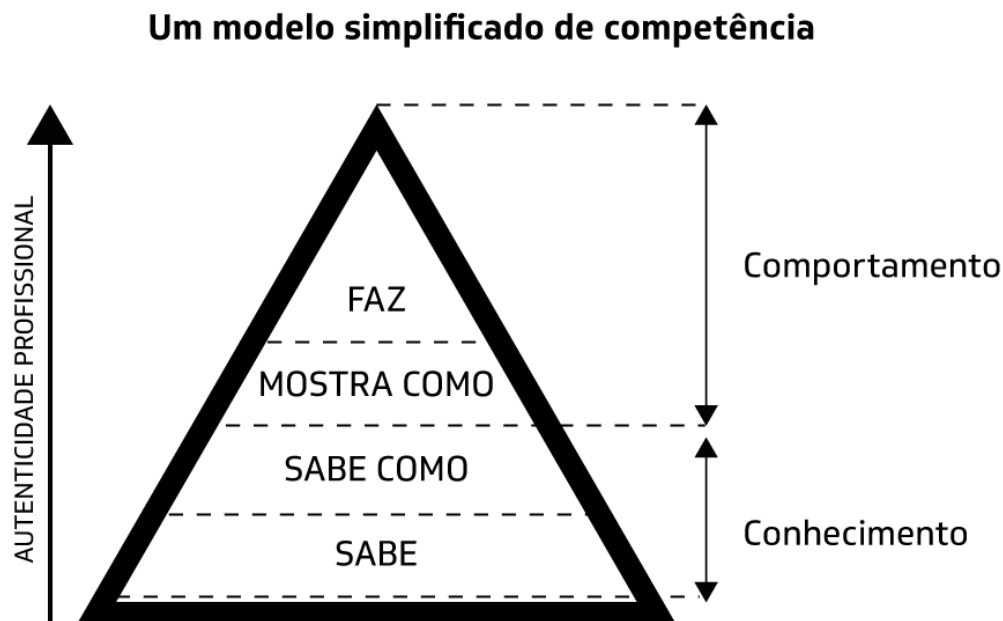 Um modelo simplificado de competência
AUTENTICIDADE PROFISSIONAL
FAZ
MOSTRA COMO
SABE COMO
SABE
Comportamento
Conhecimento